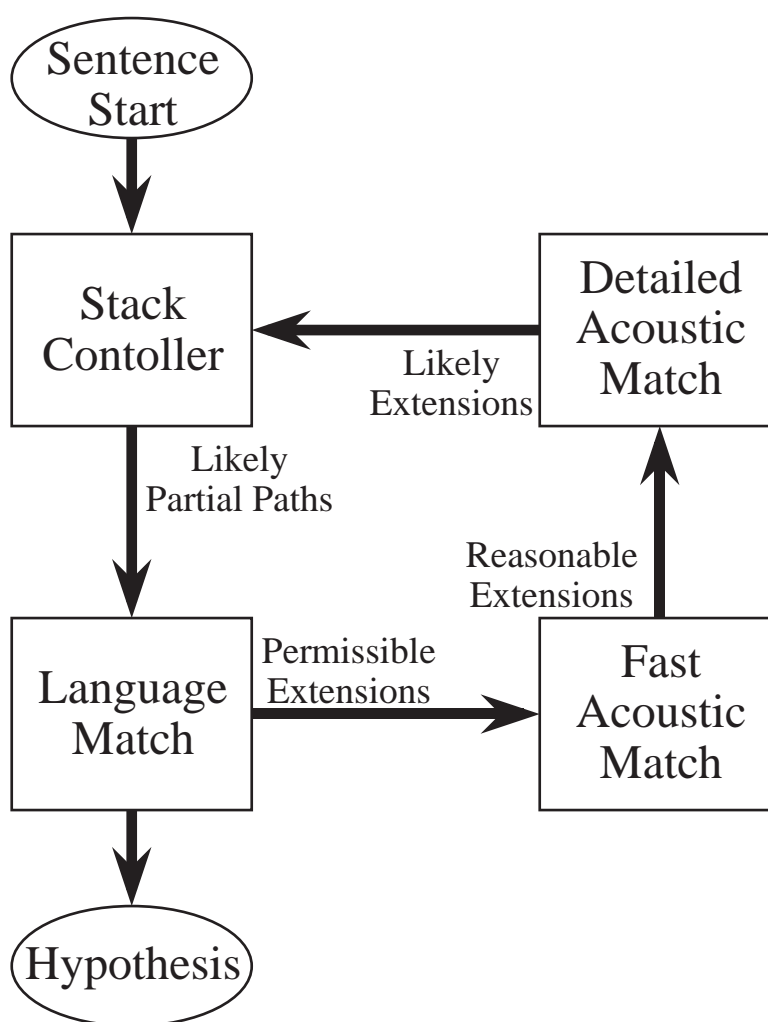 Sentence
Start
Stack
Contoller
Detailed
Acoustic
Match
Likely
Extensions
Likely
Partial Paths
Reasonable
Extensions
Language
Match
Permissible
Extensions
Fast
Acoustic
Match
Hypothesis